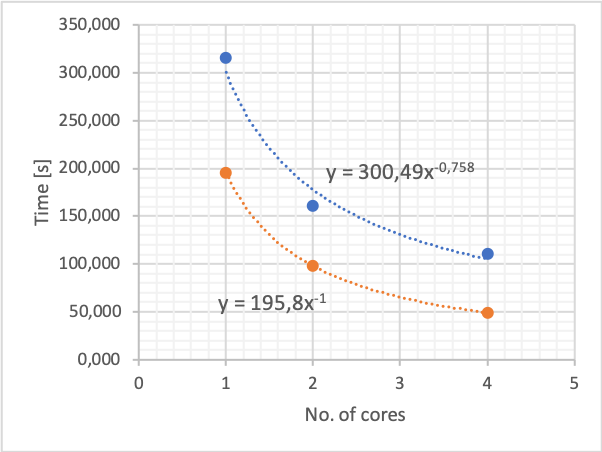 350,000
300,000
250,000
200,000
150,000
100,000
50,000
0,000
Time [s]
y = 300,49x⁻⁰,⁷⁵⁸
y = 195,8x⁻¹
0 1 2 3 4 5
No. of cores